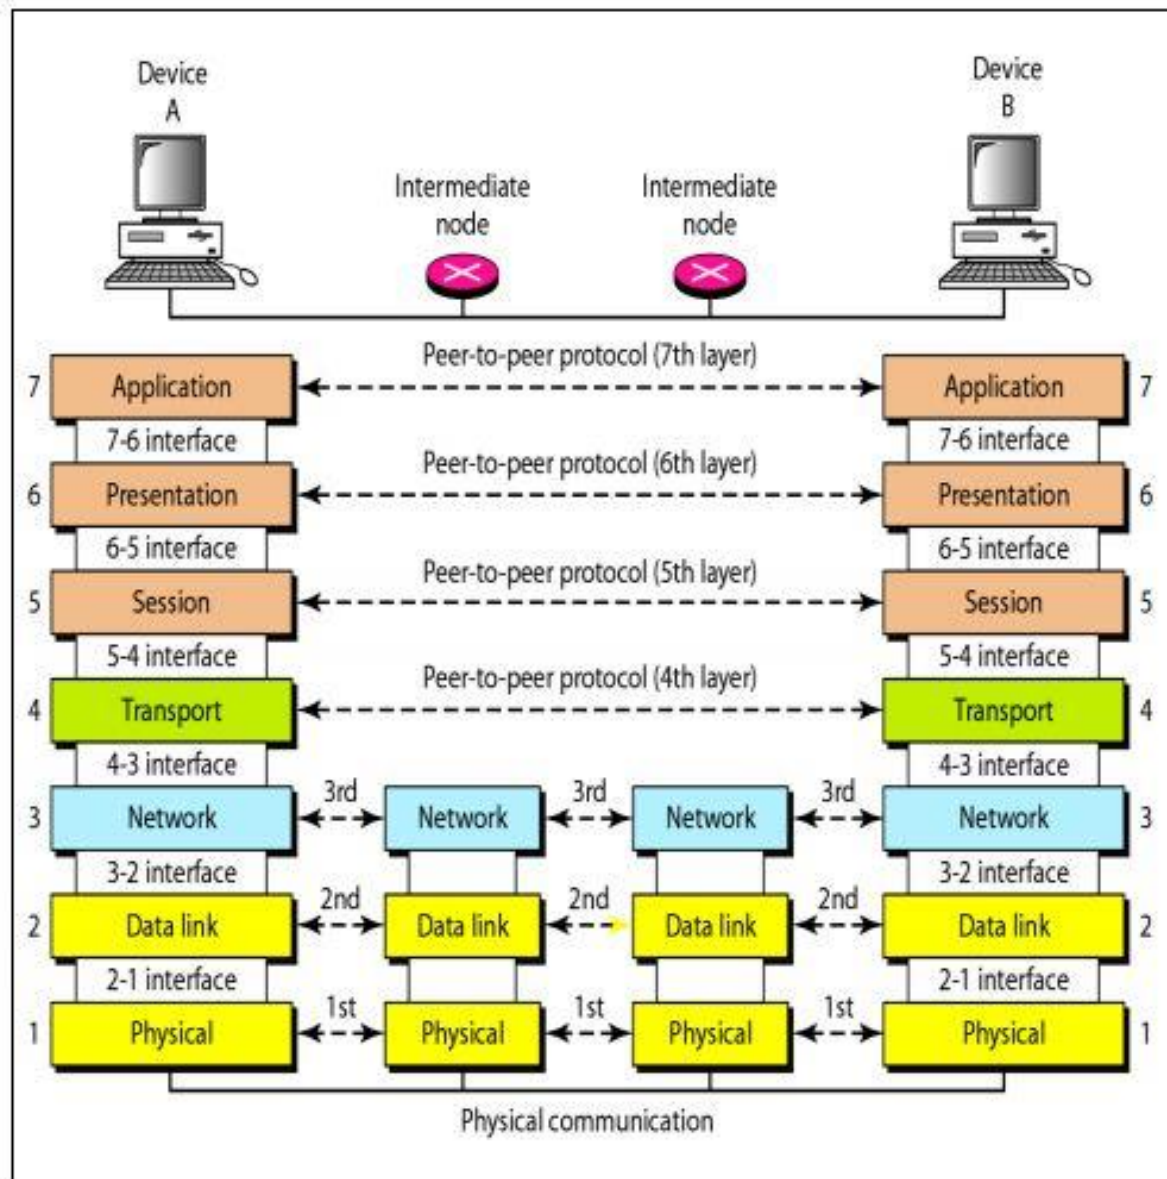 Device
A
Device
B
Intermediate
node
Intermediate
node
Peer-to-peer protocol (7th layer)
7 Application Application 7
7-6 interface 7-6 interface
Peer-to-peer protocol (6th layer)
6 Presentation Presentation 6
6-5 interface 6-5 interface
Peer-to-peer protocol (5th layer)
5 Session Session 5
5-4 interface 5-4 interface
Peer-to-peer protocol (4th layer)
4 Transport Transport 4
4-3 interface 4-3 interface
3rd 3rd 3rd
3 Network Network Network Network 3
3-2 interface 3-2 interface
2nd 2nd 2nd
2 Data link Data link Data link Data link 2
2-1 interface 2-1 interface
1st 1st 1st
1 Physical Physical Physical Physical 1
Physical communication